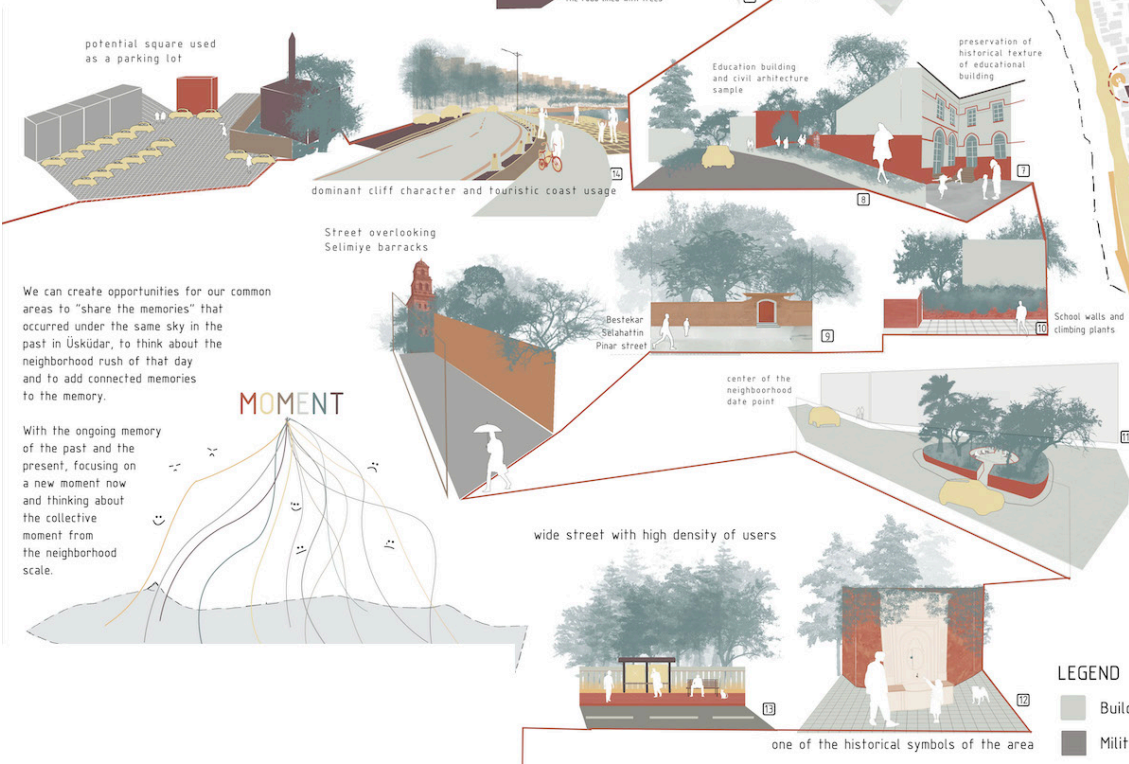 potential square used
as a parking lot
dominant cliff character and touristic coast usage
14
Education building
and civil arhitecture
sample
8
preservation of
historical texture
of educational
building
7
Street overlooking
Selimiye barracks
Bestekar
Selahattin
Pinar street
9
10
School walls and
climbing plants
We can create opportunities for our common
areas to "share the memories" that
occurred under the same sky in the
past in Üsküdar, to think about the
neighborhood rush of that day
and to add connected memories
to the memory.
With the ongoing memory
of the past and the
present, focusing on
a new moment now
and thinking about
the collective
moment from
the neighborhood
scale.
MOMENT
center of the
neighboorhood
date point
11
wide street with high density of users
13
12
one of the historical symbols of the area
LEGEND
Build
Milit